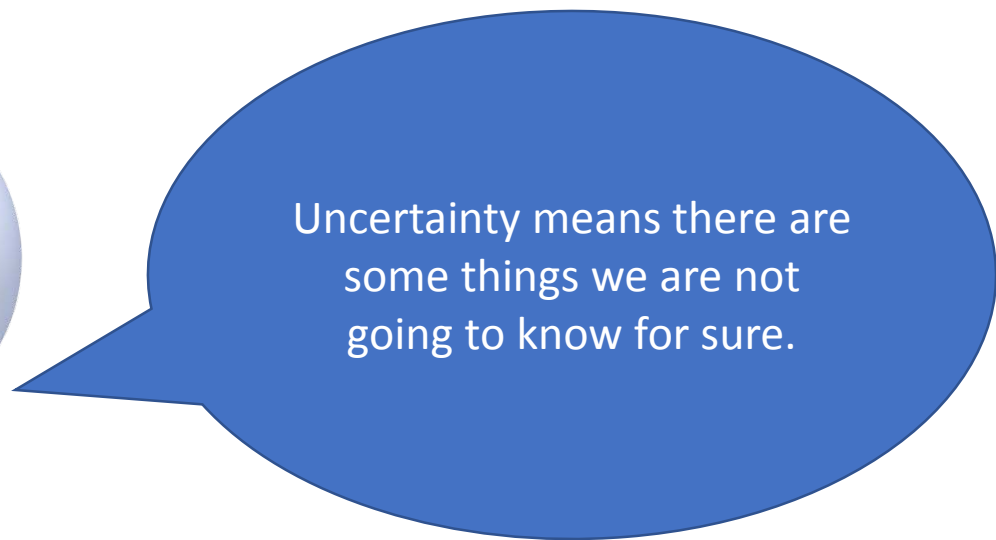 Uncertainty means there are
some things we are not
going to know for sure.